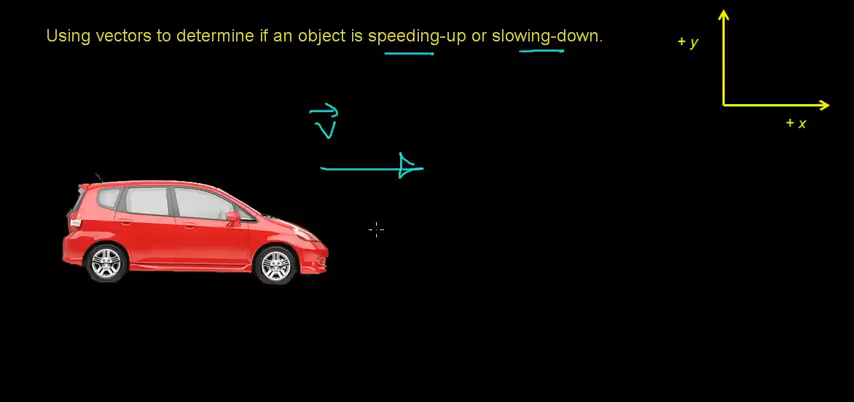 Using vectors to determine if an object is speeding-up or slowing-down.
+ y
+ x
v